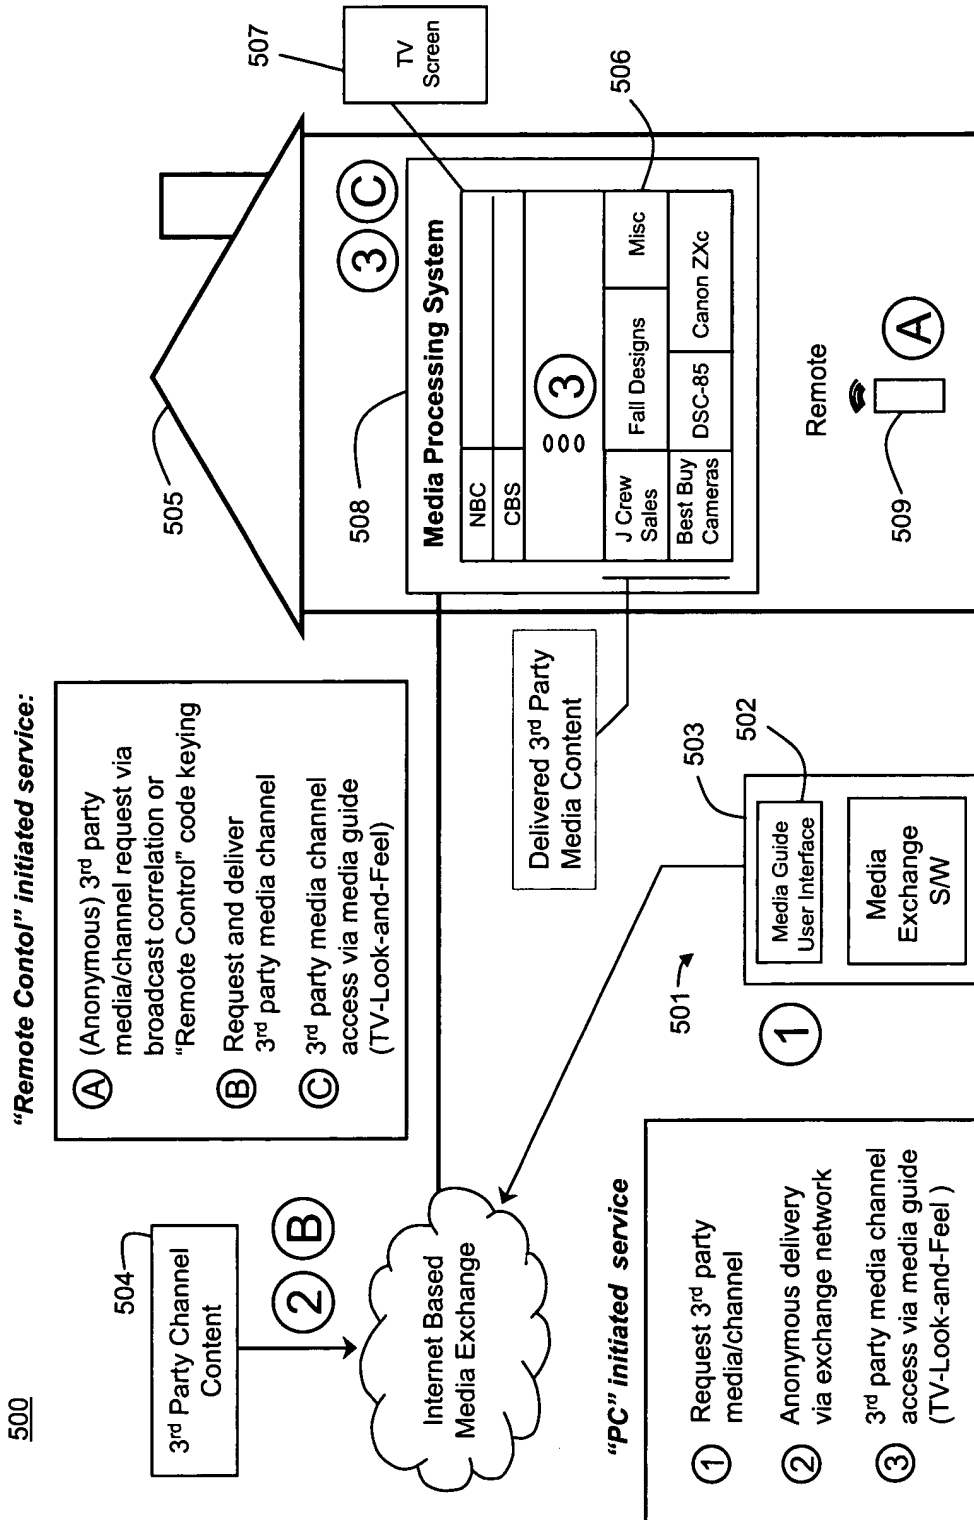 500
"Remote Contol" initiated service:
A (Anonymous) 3rd party
media/channel request via
broadcast correlation or
"Remote Control" code keying
B Request and deliver
3rd party media channel
C 3rd party media channel
access via media guide
(TV-Look-and-Feel)
504
3rd Party Channel
Content
2 B
Internet Based
Media Exchange
505
508
3 C
507
TV
Screen
Media Processing System
NBC
CBS
000
3
J Crew
Sales
Fall Designs
Misc
Best Buy
Cameras
DSC-85
Canon ZXc
506
Delivered 3rd Party
Media Content
Remote
509
A
"PC" initiated service
1 Request 3rd party
media/channel
2 Anonymous delivery
via exchange network
3 3rd party media channel
access via media guide
(TV-Look-and-Feel )
1
501
503
502
Media Guide
User Interface
Media
Exchange
S/W